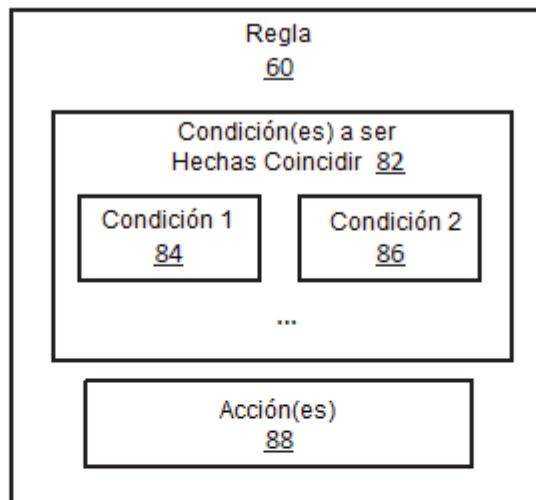 Regla
60
Condición(es) a ser
Hechas Coincidir 82
Condición 1
84
Condición 2
86
...
Acción(es)
88